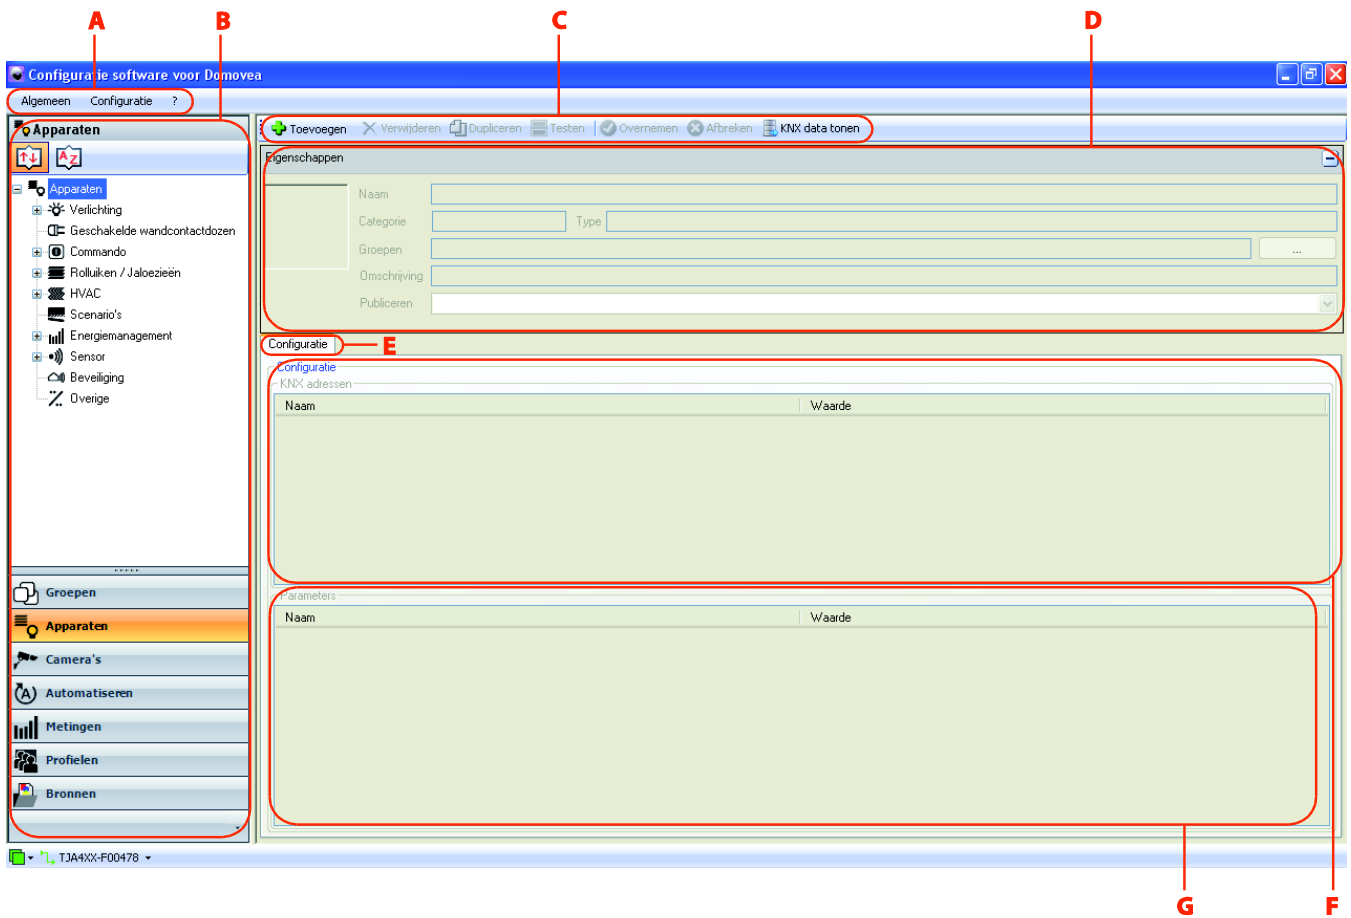 A B C D
Configuratie software voor Domovea
Algemeen Configuratie ?
Apparaten
Toevoegen Verwijderen Dupliceren Testen Overnemen Afbreken KNX data tonen
A Z
Eigenschappen
Apparaten
Verlichting
Geschakelde wandcontactdozen
Commando
Rolluiken / Jaloezieën
HVAC
Scenario's
Energiemanagement
Sensor
Beveiliging
Overige
Naam
Categorie Type
Groepen ...
Omschrijving
Publiceren
Configuratie E
Configuratie
KNX adressen
Naam Waarde
Parameters
Naam Waarde
Groepen
Apparaten
Camera's
Automatiseren
Metingen
Profielen
Bronnen
TJA4XX-F00478
G F